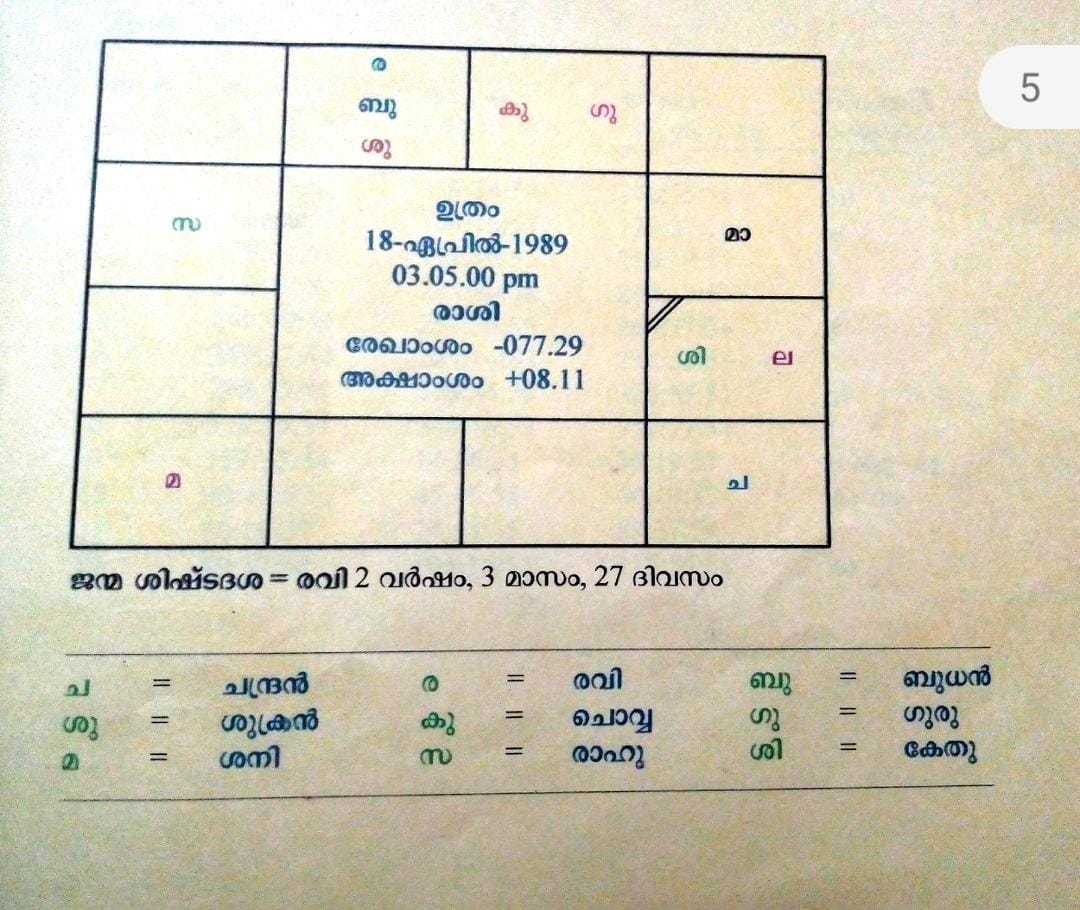 5
ര
ബു
ശു
കു ഗു
സ
ഉത്രം
18-ഏപ്രിൽ-1989
03.05.00 pm
രാശി
രേഖാംശം -077.29
അക്ഷാംശം +08.11
മാ
ശി ല
മ
ച
ജന്മ ശിഷ്ടദശ = രവി 2 വർഷം, 3 മാസം, 27 ദിവസം
ച = ചന്ദ്രൻ ര = രവി ബു = ബുധൻ
ശു = ശുക്രൻ കു = ചൊവ്വ ഗു = ഗുരു
മ = ശനി സ = രാഹു ശി = കേതു